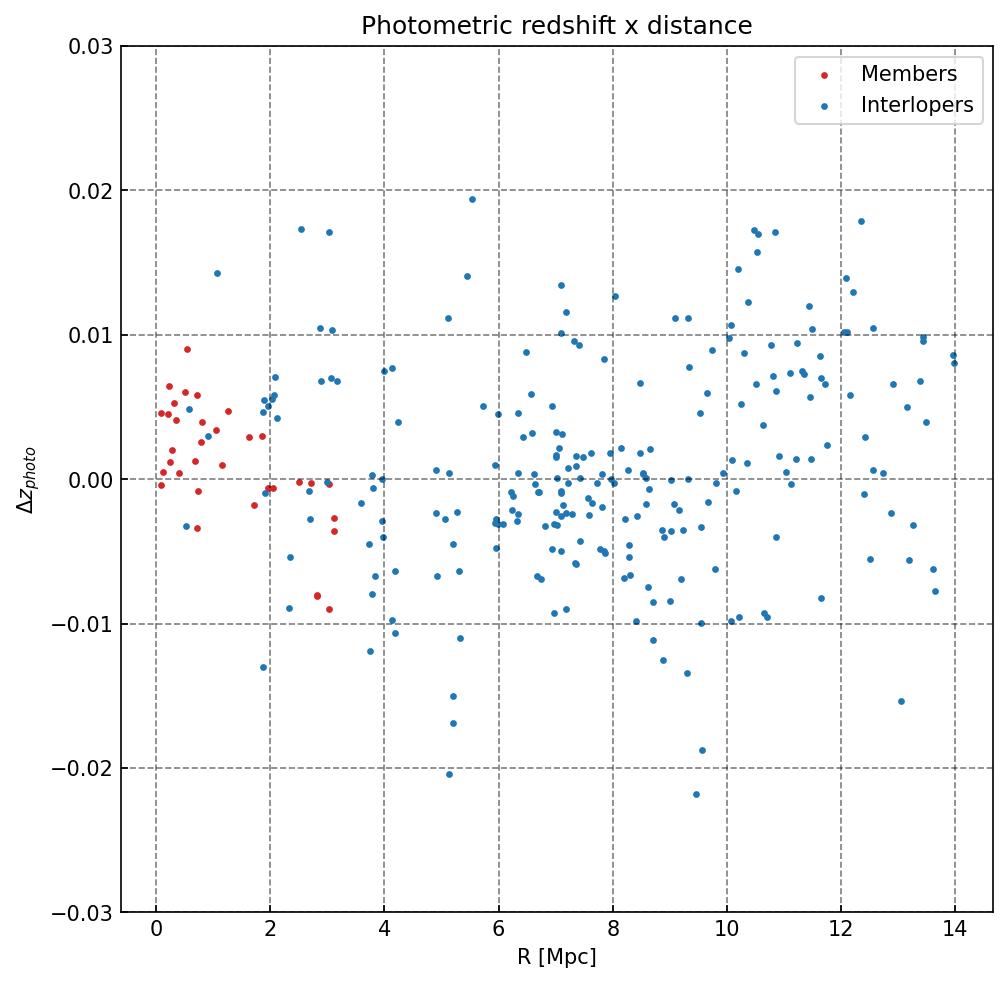 Photometric redshift x distance
0.03
Members
Interlopers
0.02
0.01
0.00
−0.01
−0.02
−0.03
Δz_photo
0 2 4 6 8 10 12 14
R [Mpc]